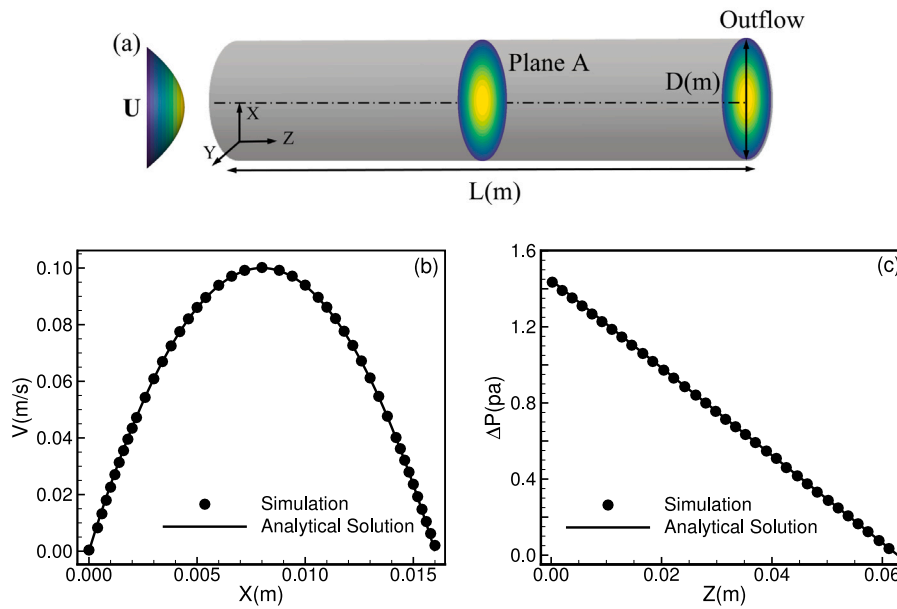 Outflow
(a)
Plane A
D(m)
U
X
Y
Z
L(m)
(b)
0.10
0.08
0.06
0.04
0.02
0.00
V(m/s)
Simulation
Analytical Solution
0.000
0.005
0.010
0.015
X(m)
(c)
1.6
1.2
0.8
0.4
0.0
ΔP(pa)
Simulation
Analytical Solution
0.00
0.02
0.04
0.06
Z(m)